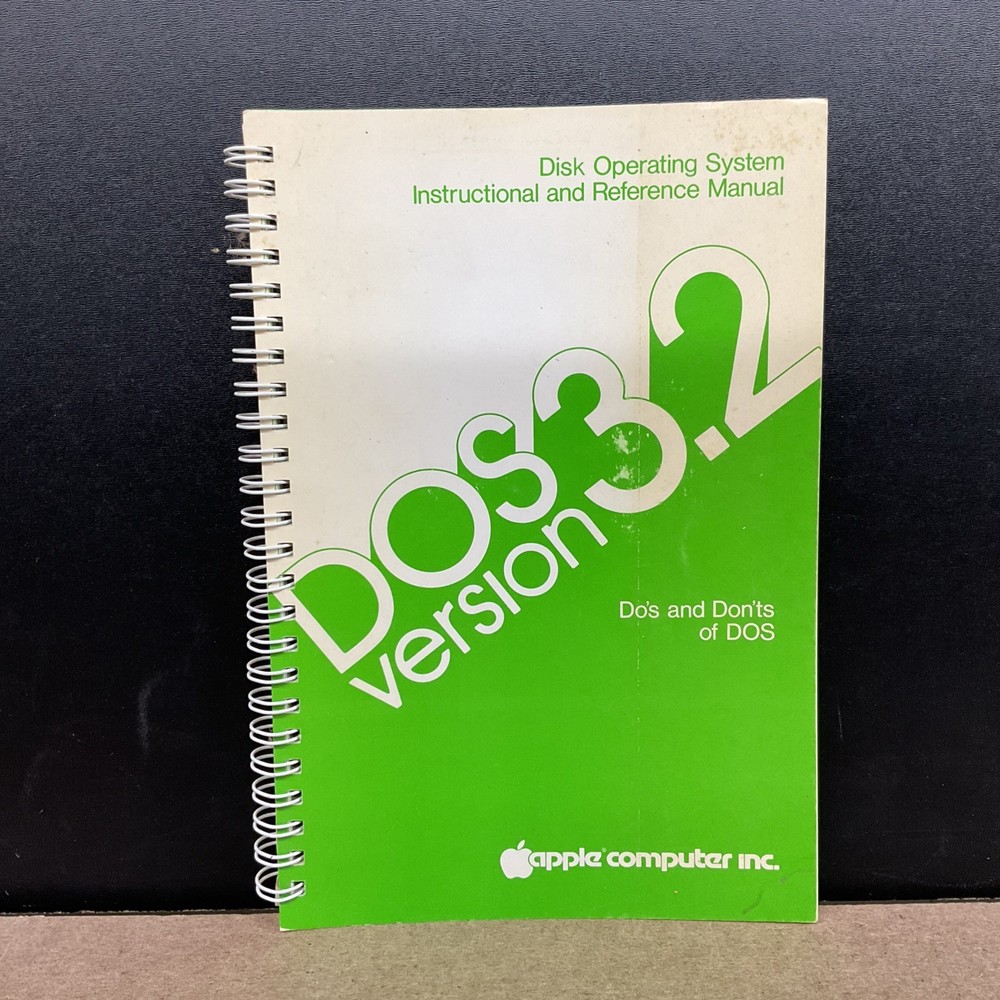 Disk Operating System
Instructional and Reference Manual
DOS 3.2
version
Do's and Don'ts
of DOS
apple® computer inc.